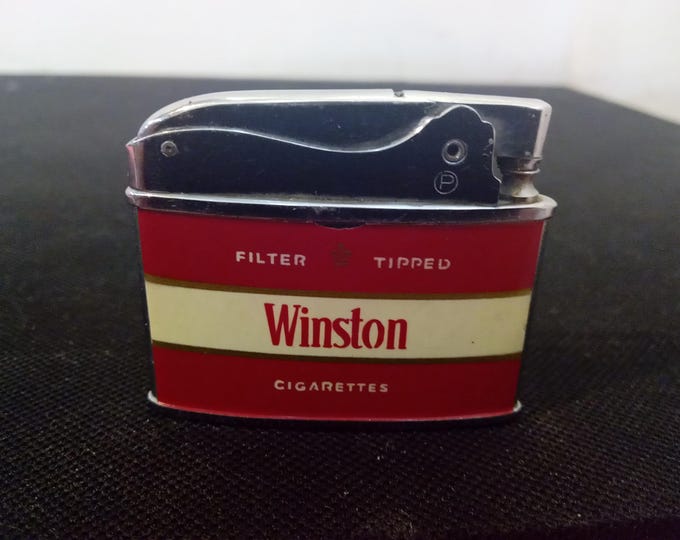 P
FILTER TIPPED
Winston
CIGARETTES